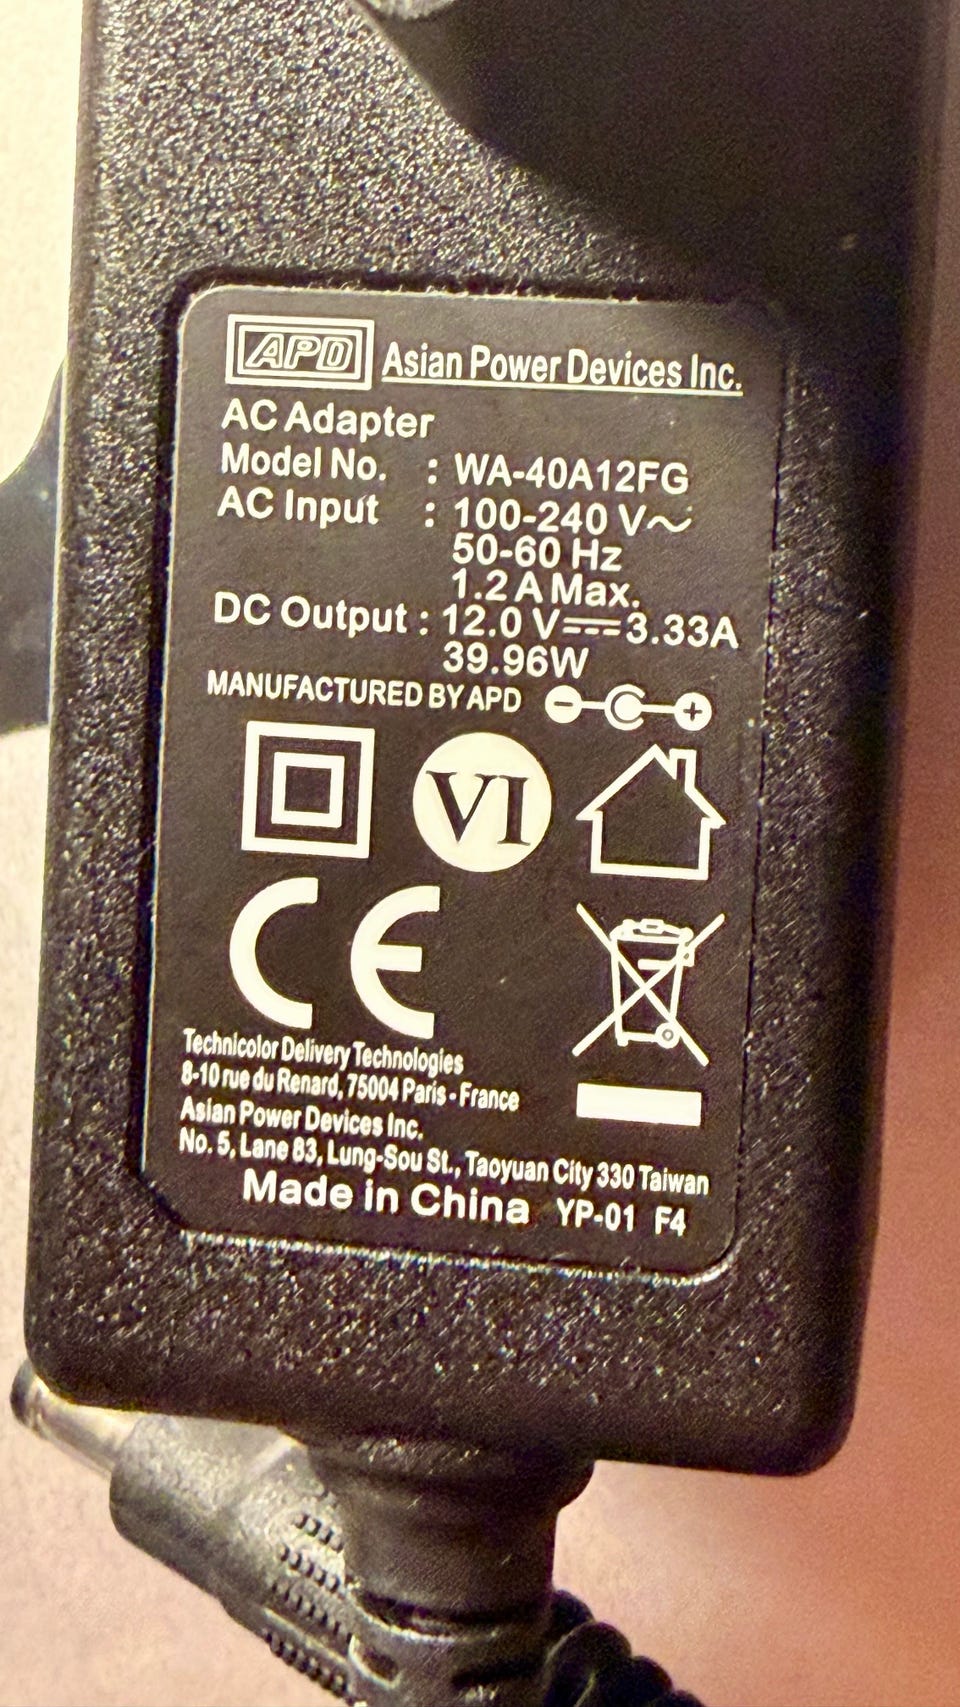 APD Asian Power Devices Inc.
AC Adapter
Model No. : WA-40A12FG
AC Input : 100-240 V~
50-60 Hz
1.2 A Max.
DC Output : 12.0 V⎓3.33A
39.96W
MANUFACTURED BY APD
VI
CE
Technicolor Delivery Technologies
8-10 rue du Renard, 75004 Paris - France
Asian Power Devices Inc.
No. 5, Lane 83, Lung-Sou St., Taoyuan City 330 Taiwan
Made in China YP-01 F4